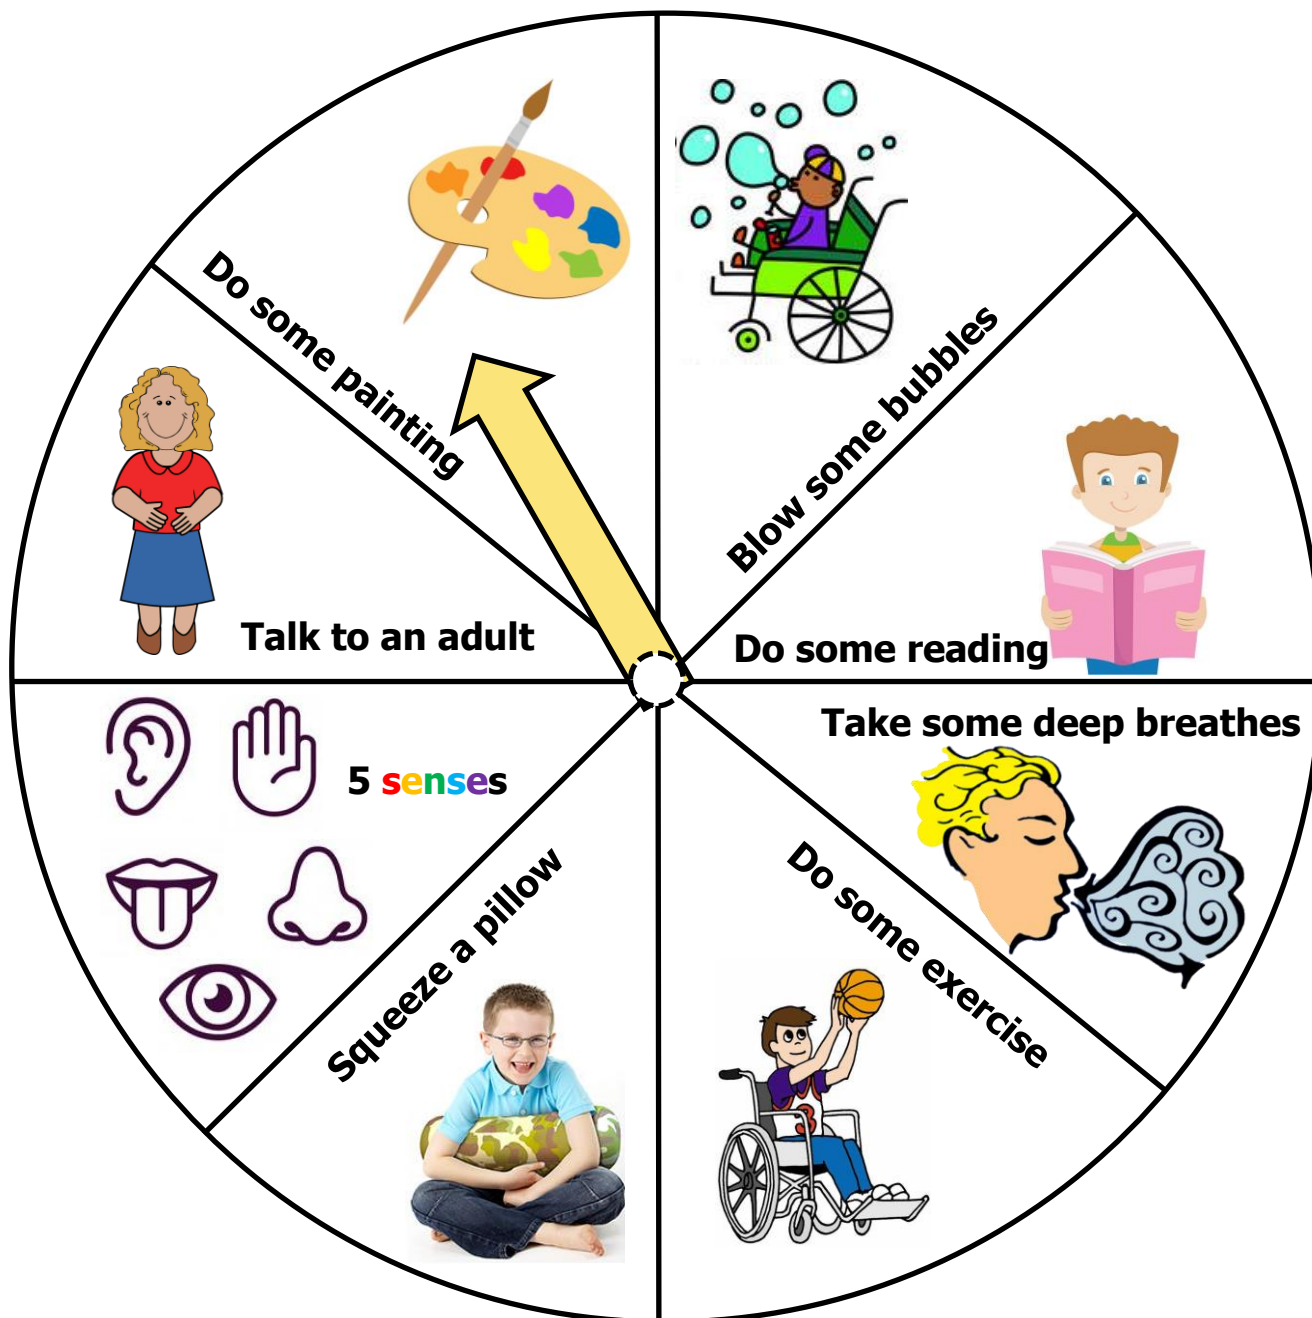 Do some painting
Blow some bubbles
Talk to an adult
Do some reading
Take some deep breathes
5 senses
Do some exercise
Squeeze a pillow
3